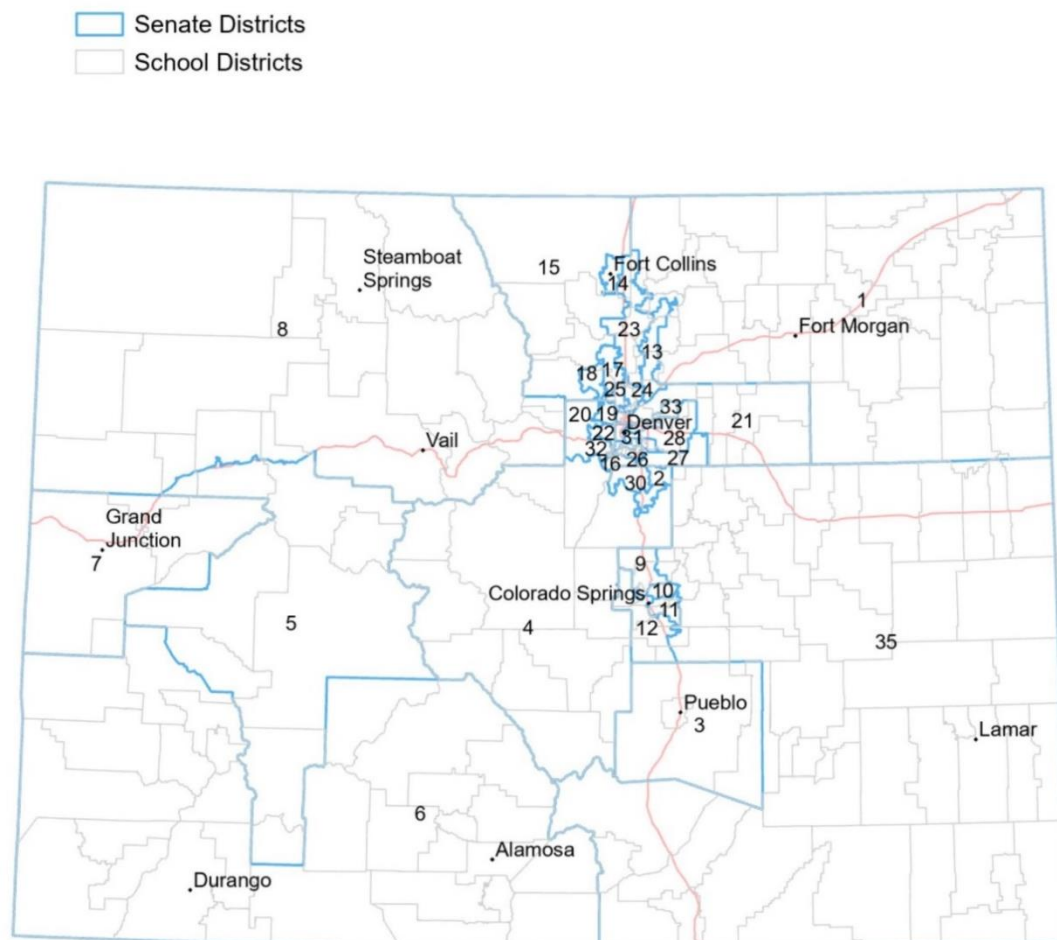 Senate Districts
School Districts
Steamboat
Springs
15
Fort Collins
14
8
1
Fort Morgan
23
13
18 17
25 24
20 19 33
Denver 21
22 31 28
32 26 27
16
30 2
Vail
Grand
Junction
7
9
Colorado Springs 10
11
12
5
4
35
Pueblo
3
Lamar
6
Alamosa
Durango